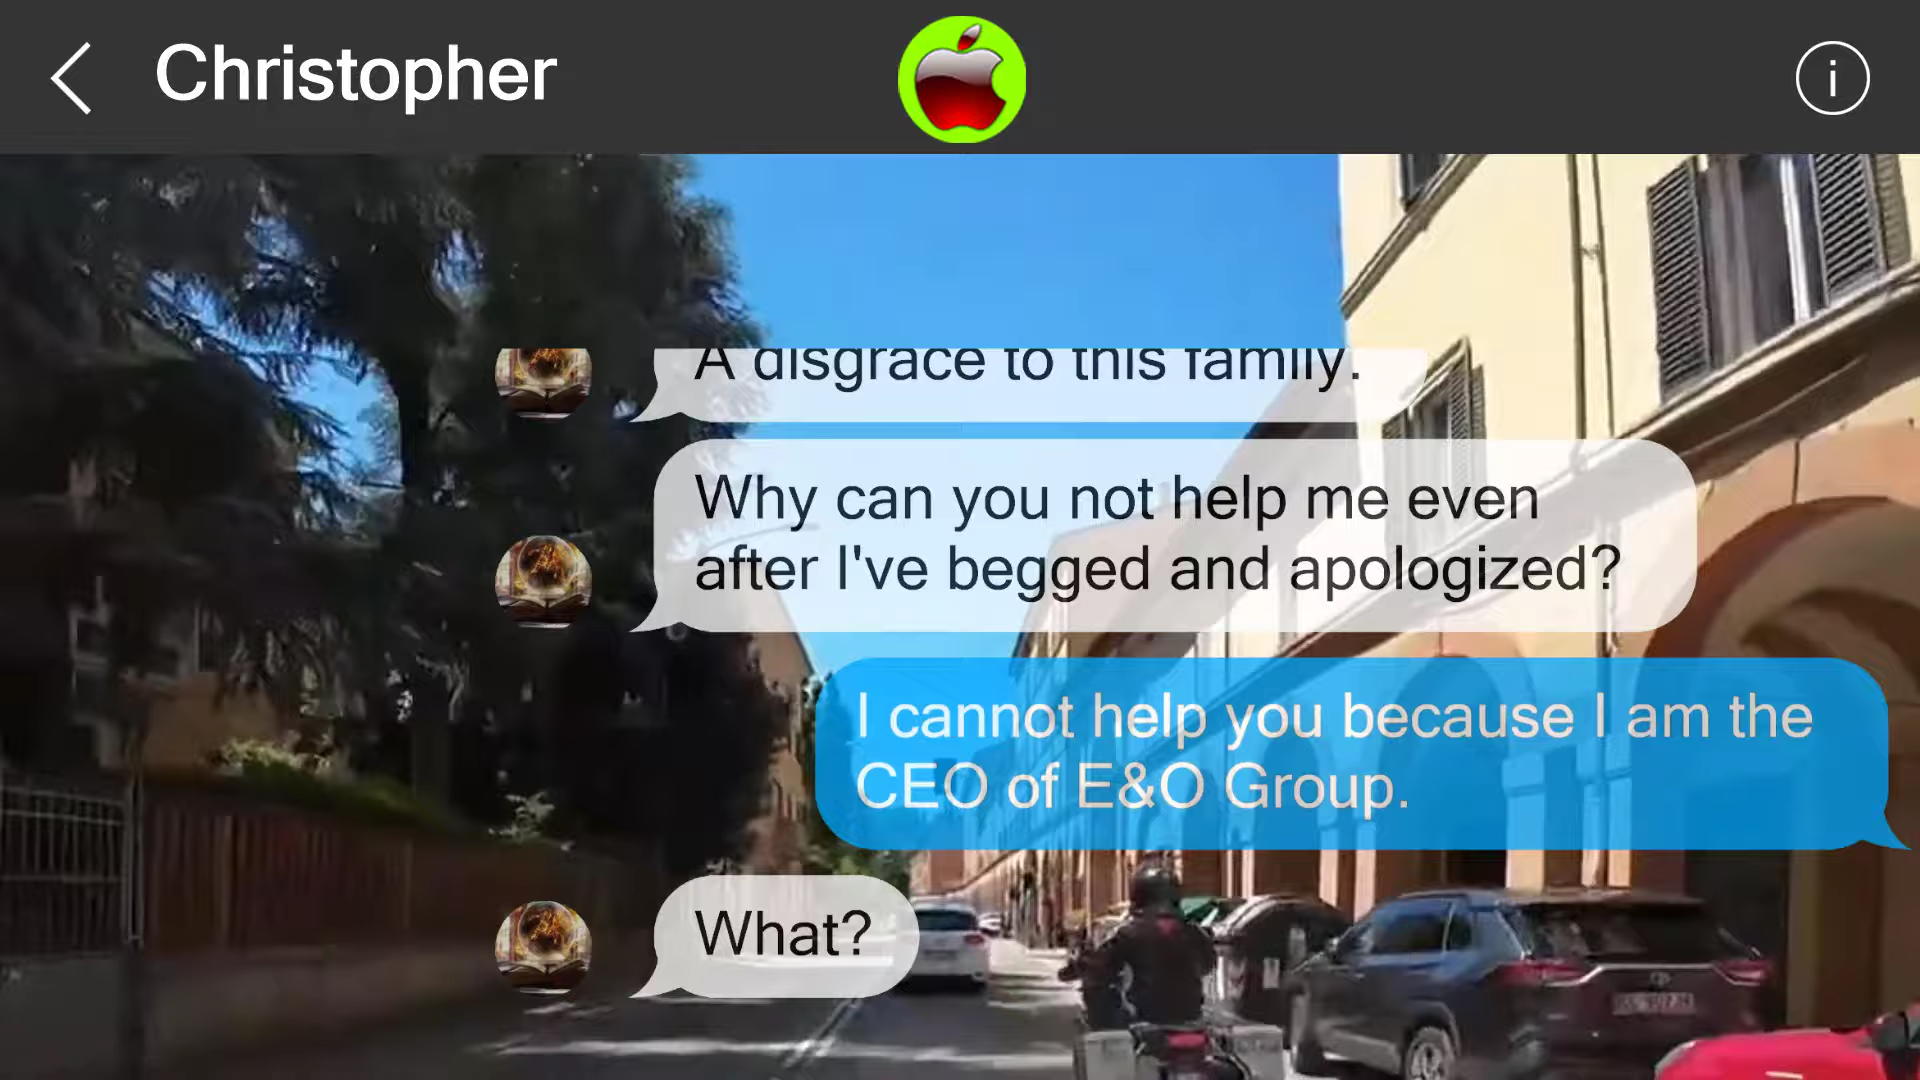 Christopher
i
A disgrace to this family.
Why can you not help me even
after I've begged and apologized?
I cannot help you because I am the
CEO of E&O Group.
What?